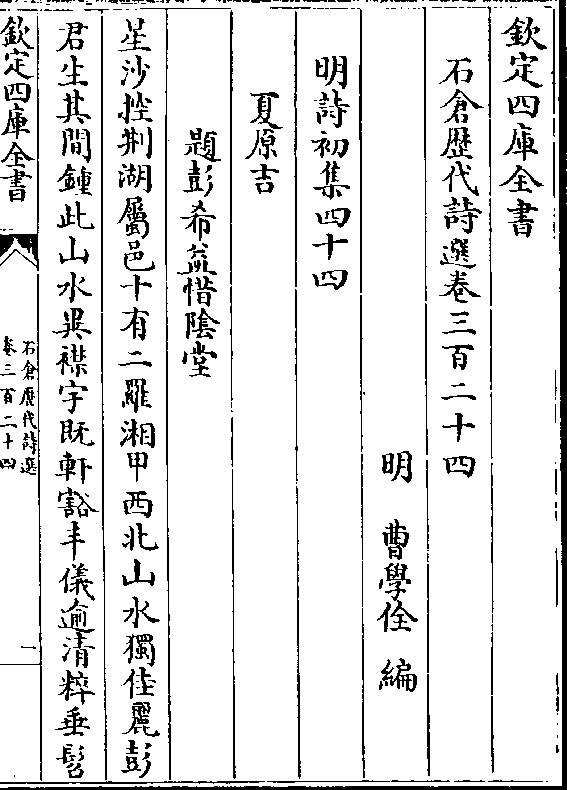 欽定四庫全書
石倉歴代詩選卷三百二十四
明 曹學佺 編
明詩初集四十四
夏原吉
題彭希益惜陰堂
星沙控荆湖屬邑十有二羅湘甲西北山水獨佳麗彭
君生其間鍾此山水異襟宇既軒豁丰儀逾清粹垂髫
欽定四庫全書
石倉歴代詩選
卷三百二十四
一